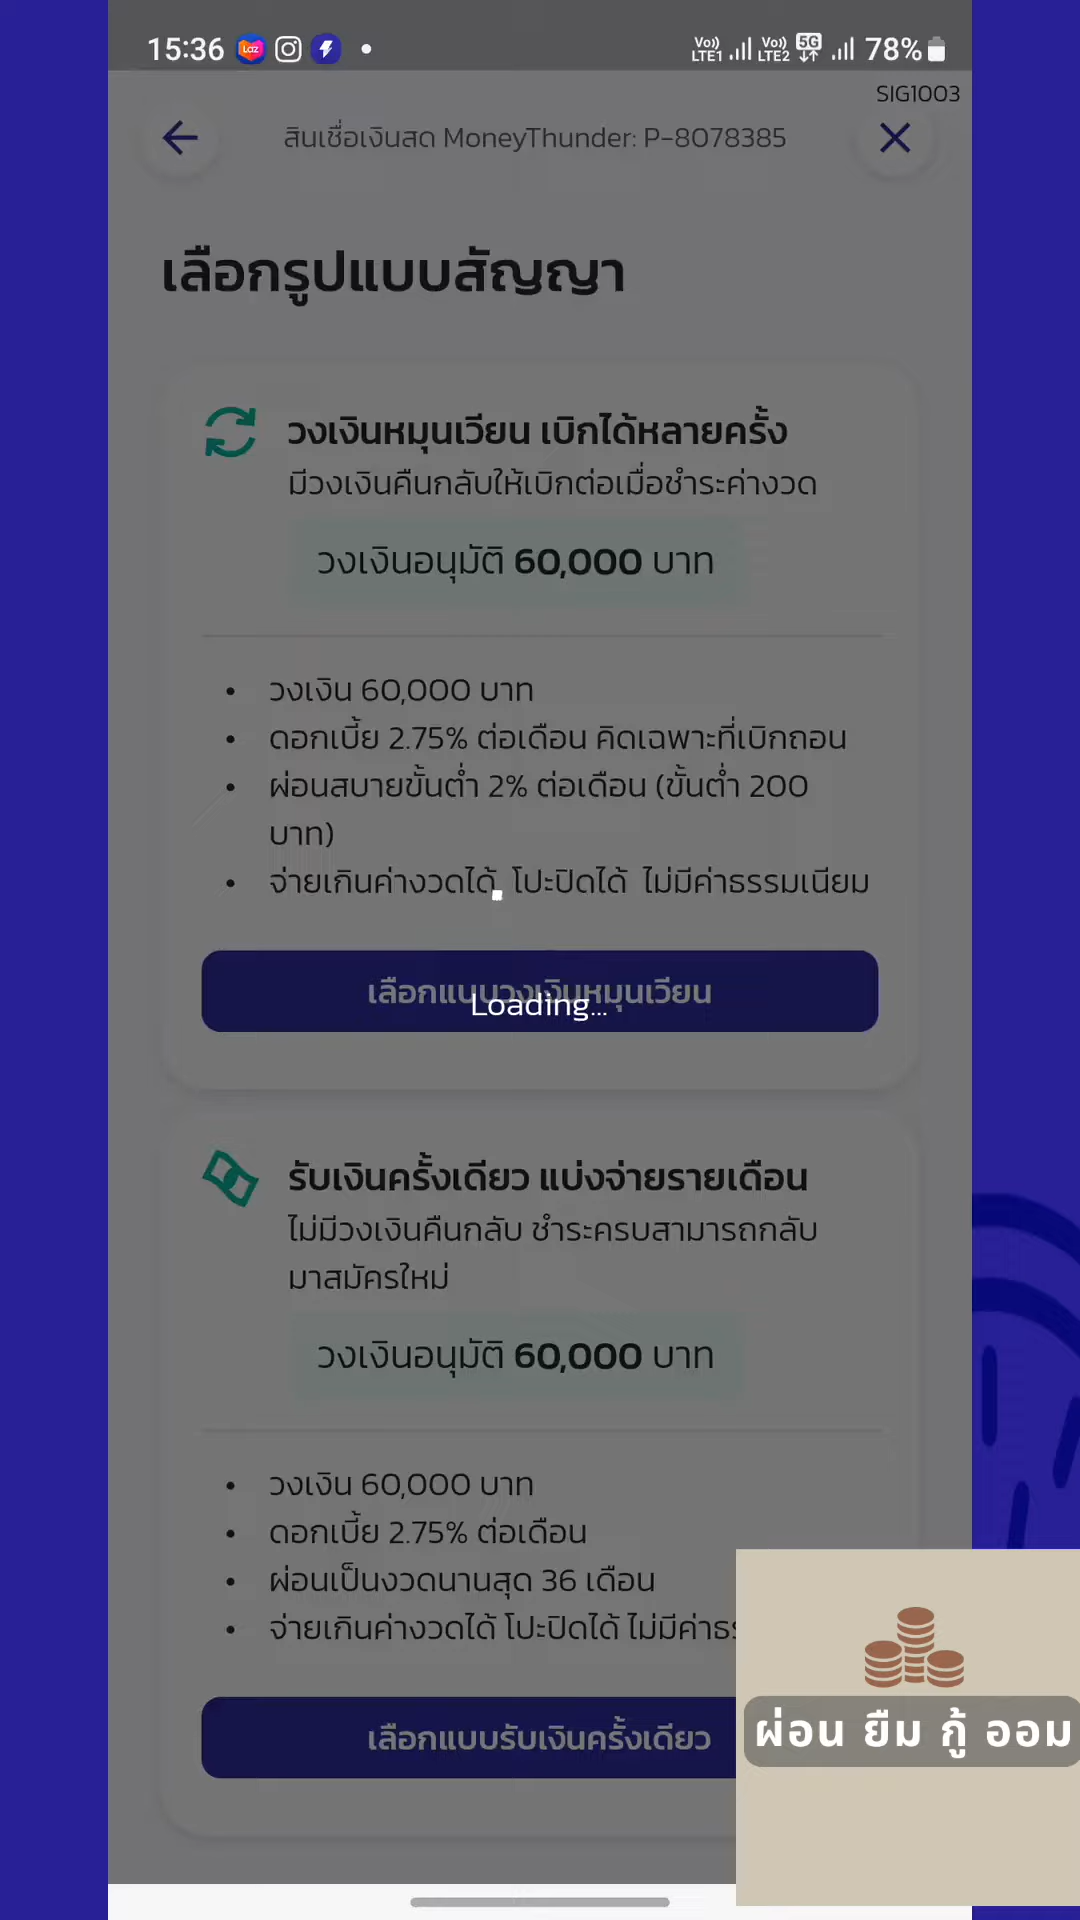 15:36
Vo)) LTE1 Vo)) LTE2 5G 78%
SIG1003
สินเชื่อเงินสด MoneyThunder: P-8078385
เลือกรูปแบบสัญญา
วงเงินหมุนเวียน เบิกได้หลายครั้ง
มีวงเงินคืนกลับให้เบิกต่อเมื่อชำระค่างวด
วงเงินอนุมัติ 60,000 บาท
• วงเงิน 60,000 บาท
• ดอกเบี้ย 2.75% ต่อเดือน คิดเฉพาะที่เบิกถอน
• ผ่อนสบายขั้นต่ำ 2% ต่อเดือน (ขั้นต่ำ 200
บาท)
• จ่ายเกินค่างวดได้ โปะปิดได้ ไม่มีค่าธรรมเนียม
เลือกแบบวงเงินหมุนเวียน
Loading...
รับเงินครั้งเดียว แบ่งจ่ายรายเดือน
ไม่มีวงเงินคืนกลับ ชำระครบสามารถกลับ
มาสมัครใหม่
วงเงินอนุมัติ 60,000 บาท
• วงเงิน 60,000 บาท
• ดอกเบี้ย 2.75% ต่อเดือน
• ผ่อนเป็นงวดนานสุด 36 เดือน
• จ่ายเกินค่างวดได้ โปะปิดได้ ไม่มีค่าธร
เลือกแบบรับเงินครั้งเดียว
ผ่อน ยืม กู้ ออม